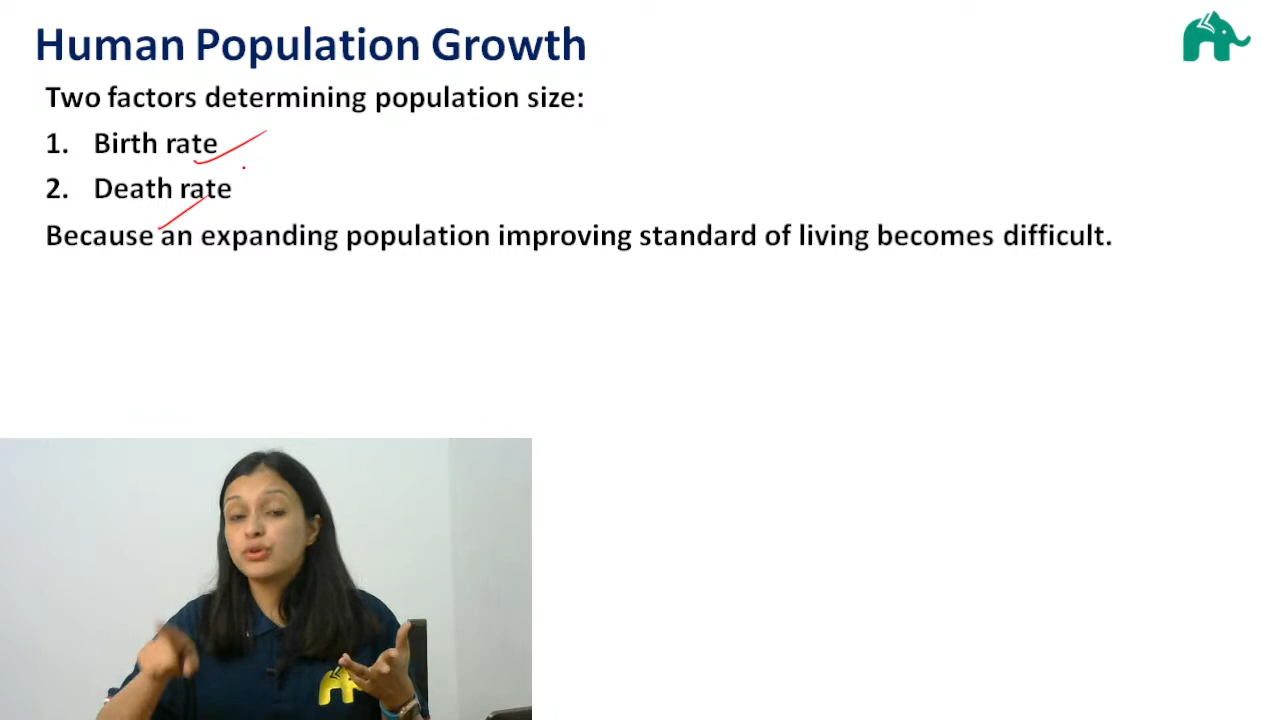 Human Population Growth
Two factors determining population size:
1. Birth rate
2. Death rate
Because an expanding population improving standard of living becomes difficult.